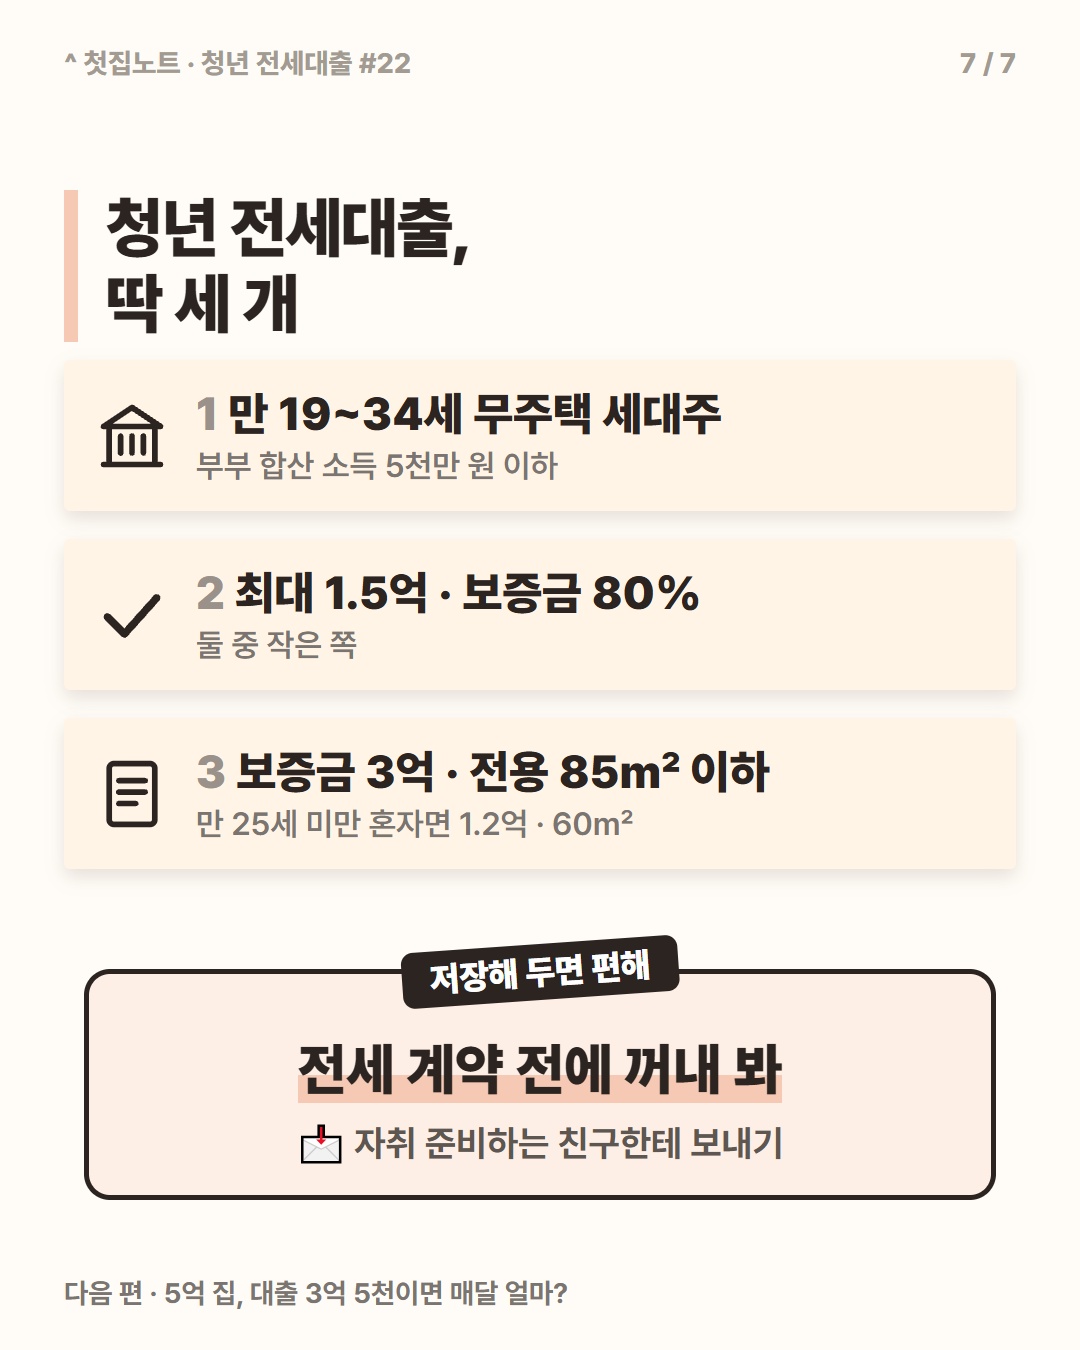 ^ 첫집노트 · 청년 전세대출 #22
7 / 7
청년 전세대출,
딱 세 개
1 만 19~34세 무주택 세대주
부부 합산 소득 5천만 원 이하
2 최대 1.5억 · 보증금 80%
둘 중 작은 쪽
3 보증금 3억 · 전용 85m² 이하
만 25세 미만 혼자면 1.2억 · 60m²
저장해 두면 편해
전세 계약 전에 꺼내 봐
📩 자취 준비하는 친구한테 보내기
다음 편 · 5억 집, 대출 3억 5천이면 매달 얼마?